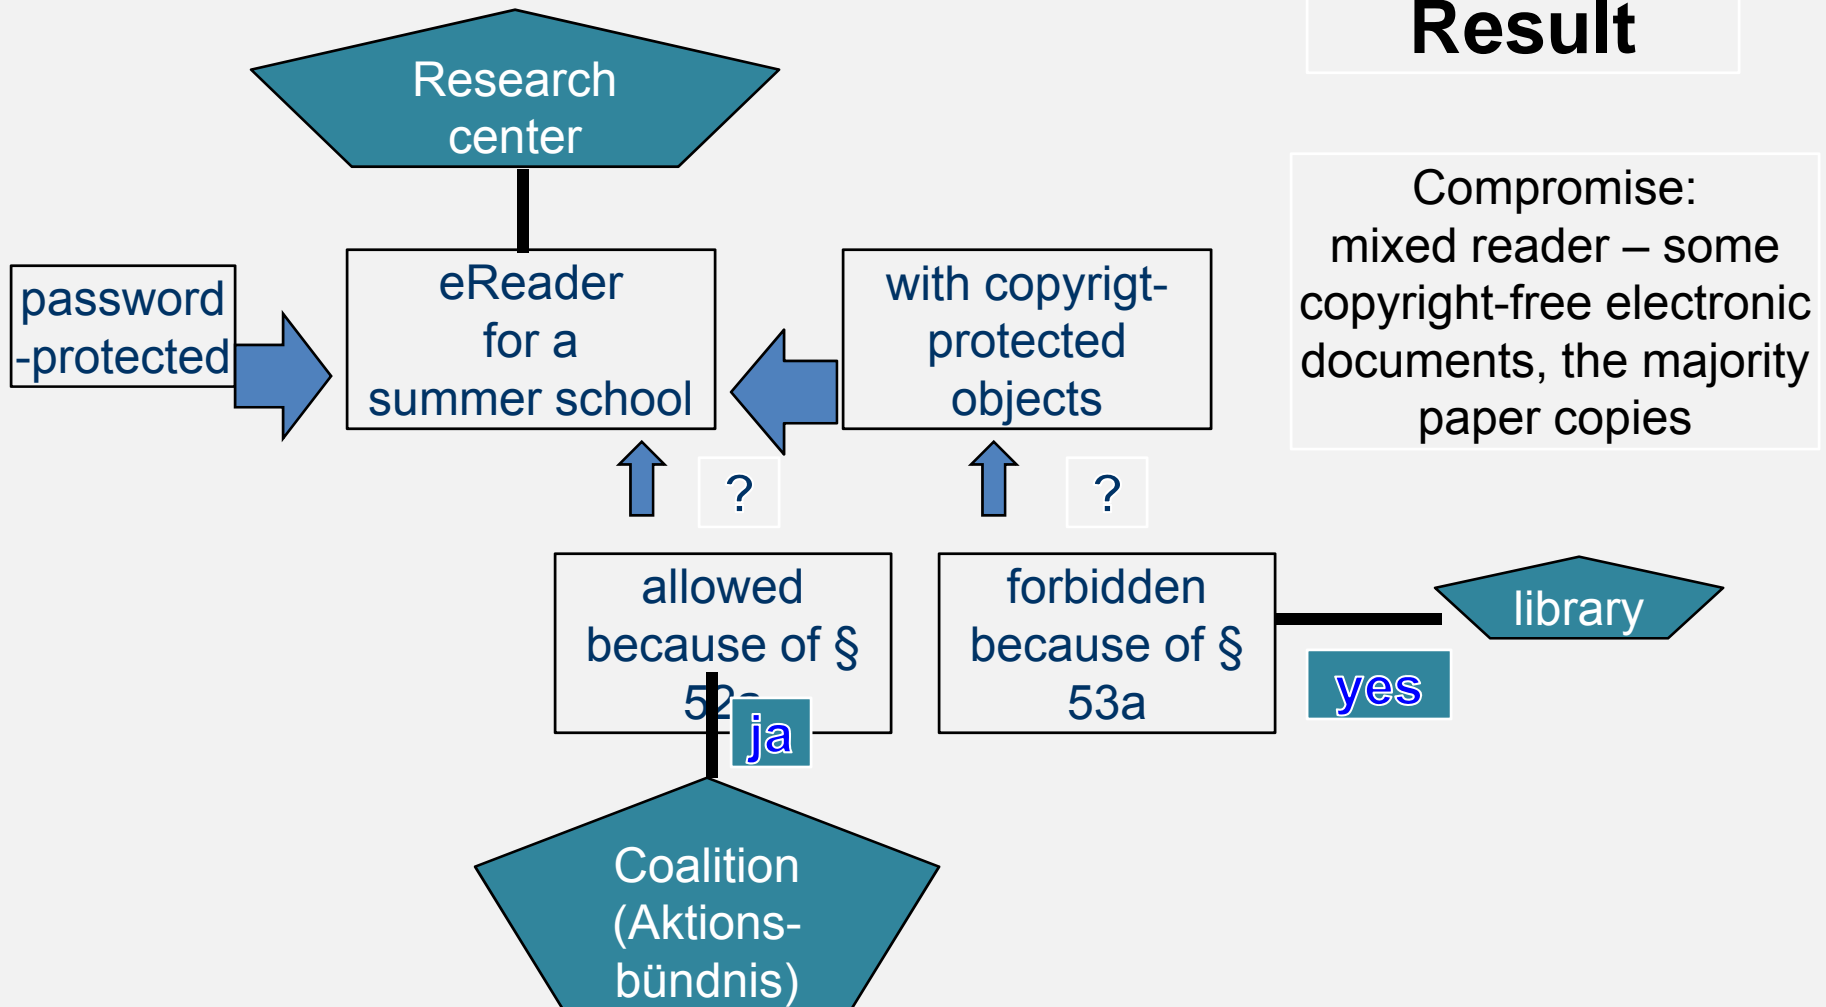 Result
Research
center
Compromise:
mixed reader – some
copyright-free electronic
documents, the majority
paper copies
password
-protected
eReader
for a
summer school
with copyrigt-
protected
objects
?
?
allowed
because of §
52a
ja
forbidden
because of §
53a
library
yes
Coalition
(Aktions-
bündnis)